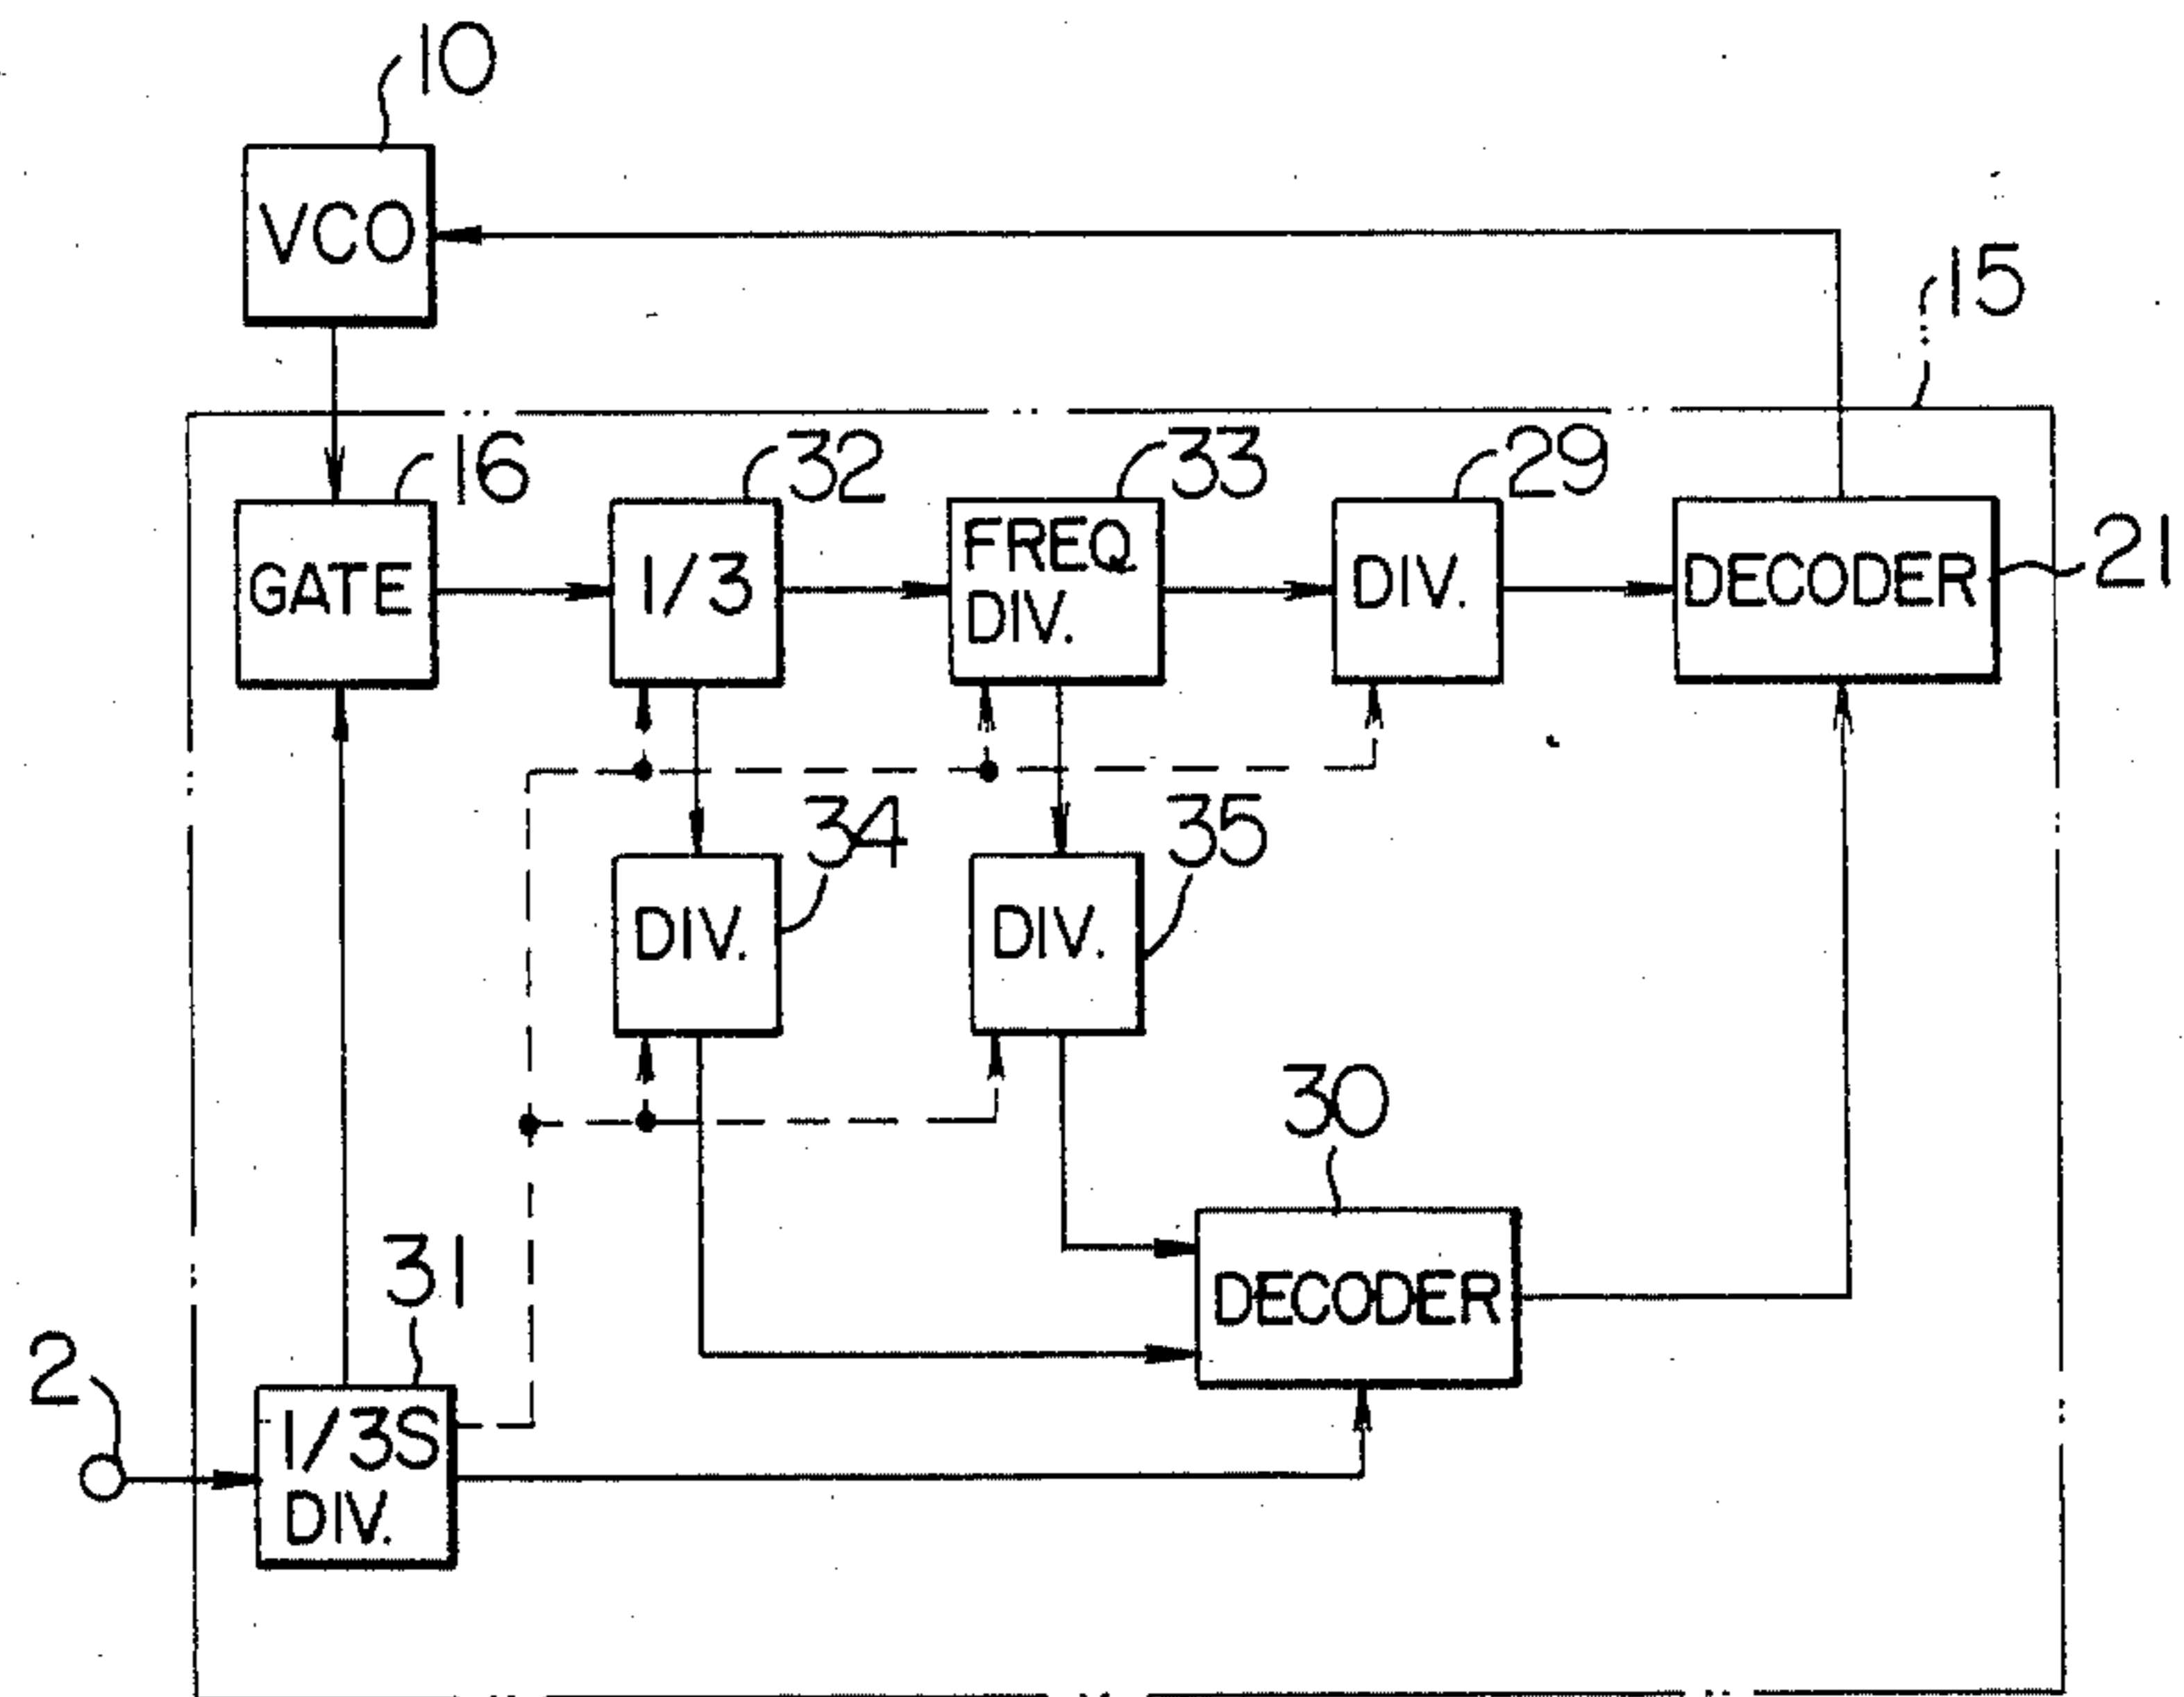 10
VCO
15
16
32
33
29
GATE
1/3
FREQ
DIV.
DIV.
DECODER
21
34
35
DIV.
DIV.
30
DECODER
31
2
1/3S
DIV.